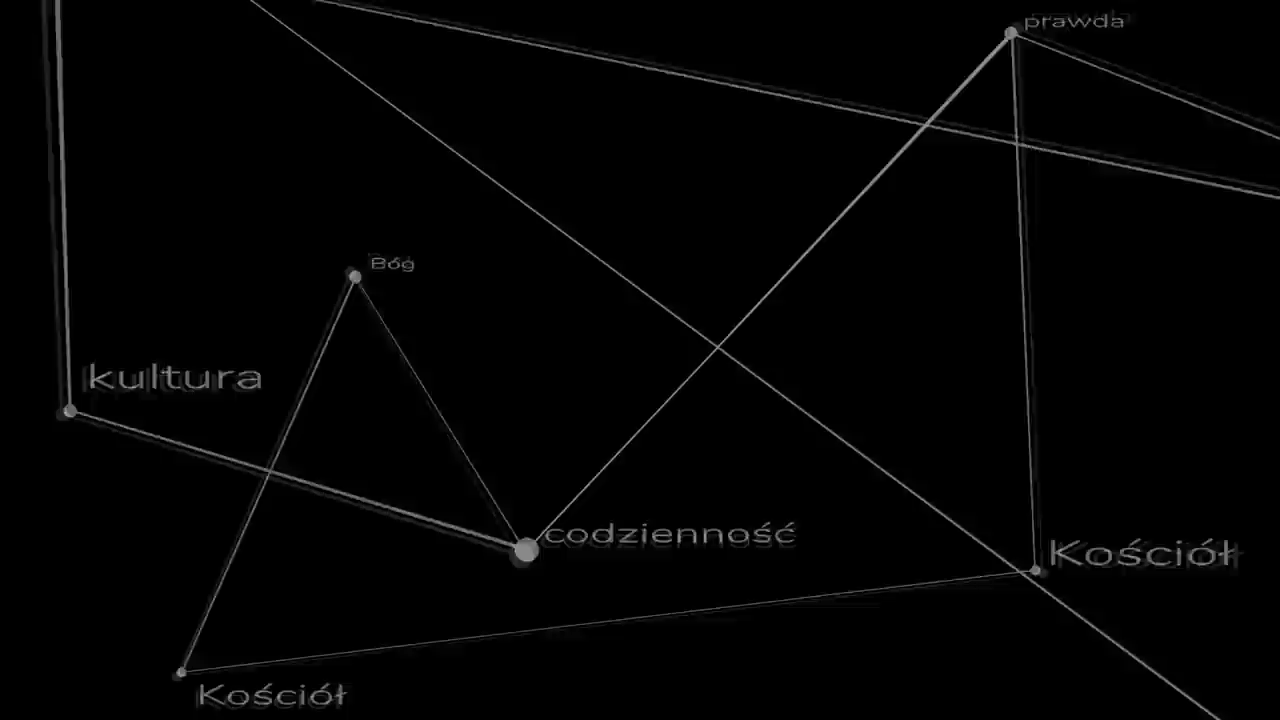 prawda
Bóg
kultura
codzienność
Kościół
Kościół